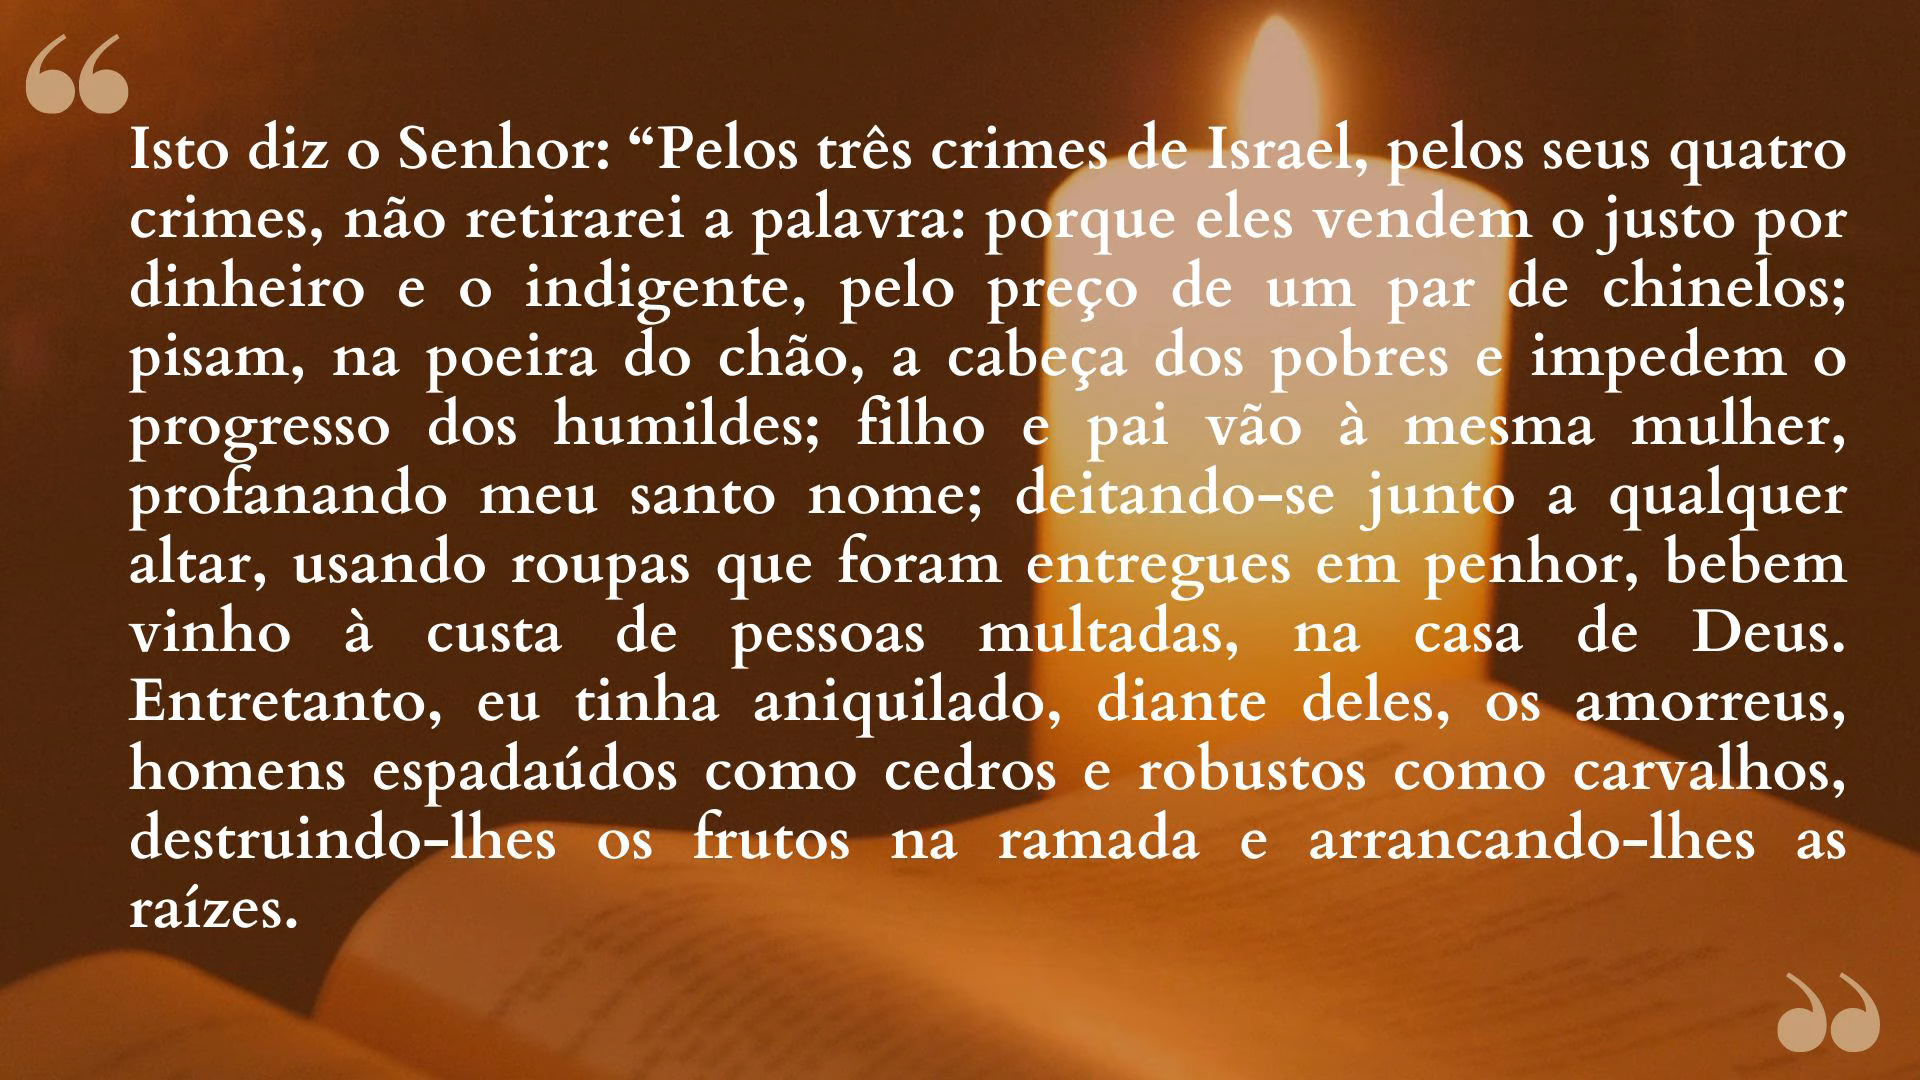 Isto diz o Senhor: “Pelos três crimes de Israel, pelos seus quatro
crimes, não retirarei a palavra: porque eles vendem o justo por
dinheiro e o indigente, pelo preço de um par de chinelos;
pisam, na poeira do chão, a cabeça dos pobres e impedem o
progresso dos humildes; filho e pai vão à mesma mulher,
profanando meu santo nome; deitando-se junto a qualquer
altar, usando roupas que foram entregues em penhor, bebem
vinho à custa de pessoas multadas, na casa de Deus.
Entretanto, eu tinha aniquilado, diante deles, os amorreus,
homens espadaúdos como cedros e robustos como carvalhos,
destruindo-lhes os frutos na ramada e arrancando-lhes as
raízes.